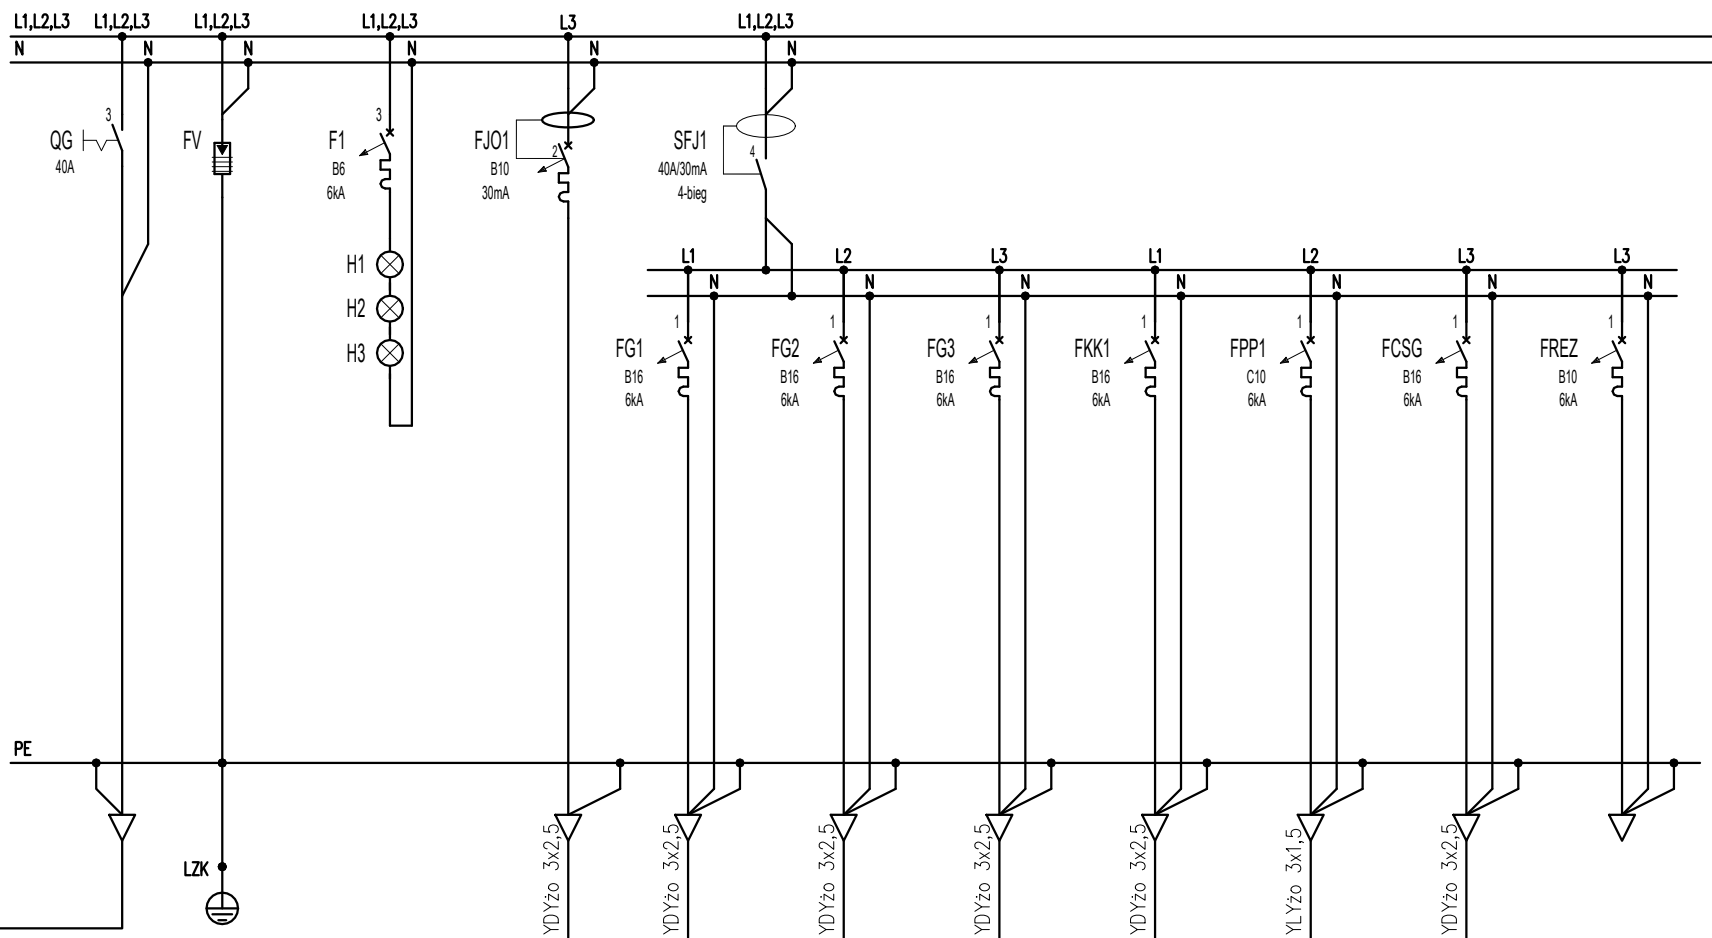 L1,L2,L3 L1,L2,L3 L1,L2,L3 L1,L2,L3 L3 L1,L2,L3
N N N N N N
3
QG
40A
FV
3
F1
B6
6kA
H1
H2
H3
2
FJO1
B10
30mA
4
SFJ1
40A/30mA
4-bieg
L1 L2 L3 L1 L2 L3 L3
N N N N N N N
1 1 1 1 1 1 1
FG1 FG2 FG3 FKK1 FPP1 FCSG FREZ
B16 B16 B16 B16 C10 B16 B10
6kA 6kA 6kA 6kA 6kA 6kA 6kA
PE
LZK
YDYżo 3x2,5
YDYżo 3x2,5
YDYżo 3x2,5
YDYżo 3x2,5
YDYżo 3x2,5
YLYżo 3x1,5
YDYżo 3x2,5